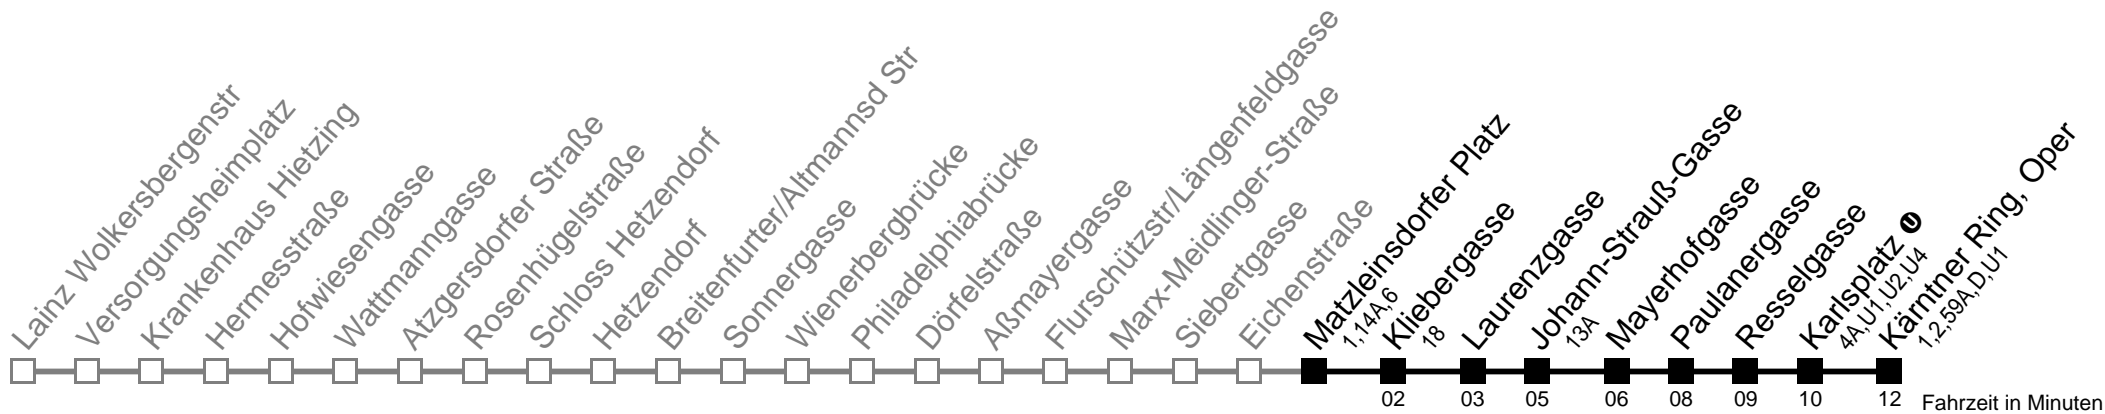 Lainz Wolkersbergenstr
Versorgungsheimplatz
Krankenhaus Hietzing
Hermesstraße
Hofwiesengasse
Wattmanngasse
Atzgersdorfer Straße
Rosenhügelstraße
Schloss Hetzendorf
Hetzendorf
Breitenfurter/Altmannsd Str
Sonnergasse
Wienerbergbrücke
Philadelphiabrücke
Dörfelstraße
Aßmayergasse
Flurschützstr/Längenfeldgasse
Marx-Meidlinger-Straße
Siebertgasse
Eichenstraße
Matzleinsdorfer Platz
1,14A,6
Kliebergasse
18
Laurenzgasse
Johann-Strauß-Gasse
13A
Mayerhofgasse
Paulanergasse
Resselgasse
Karlsplatz U
4A,U1,U2,U4
Kärntner Ring, Oper
1,2,59A,D,U1
02 03 05 06 08 09 10 12 Fahrzeit in Minuten